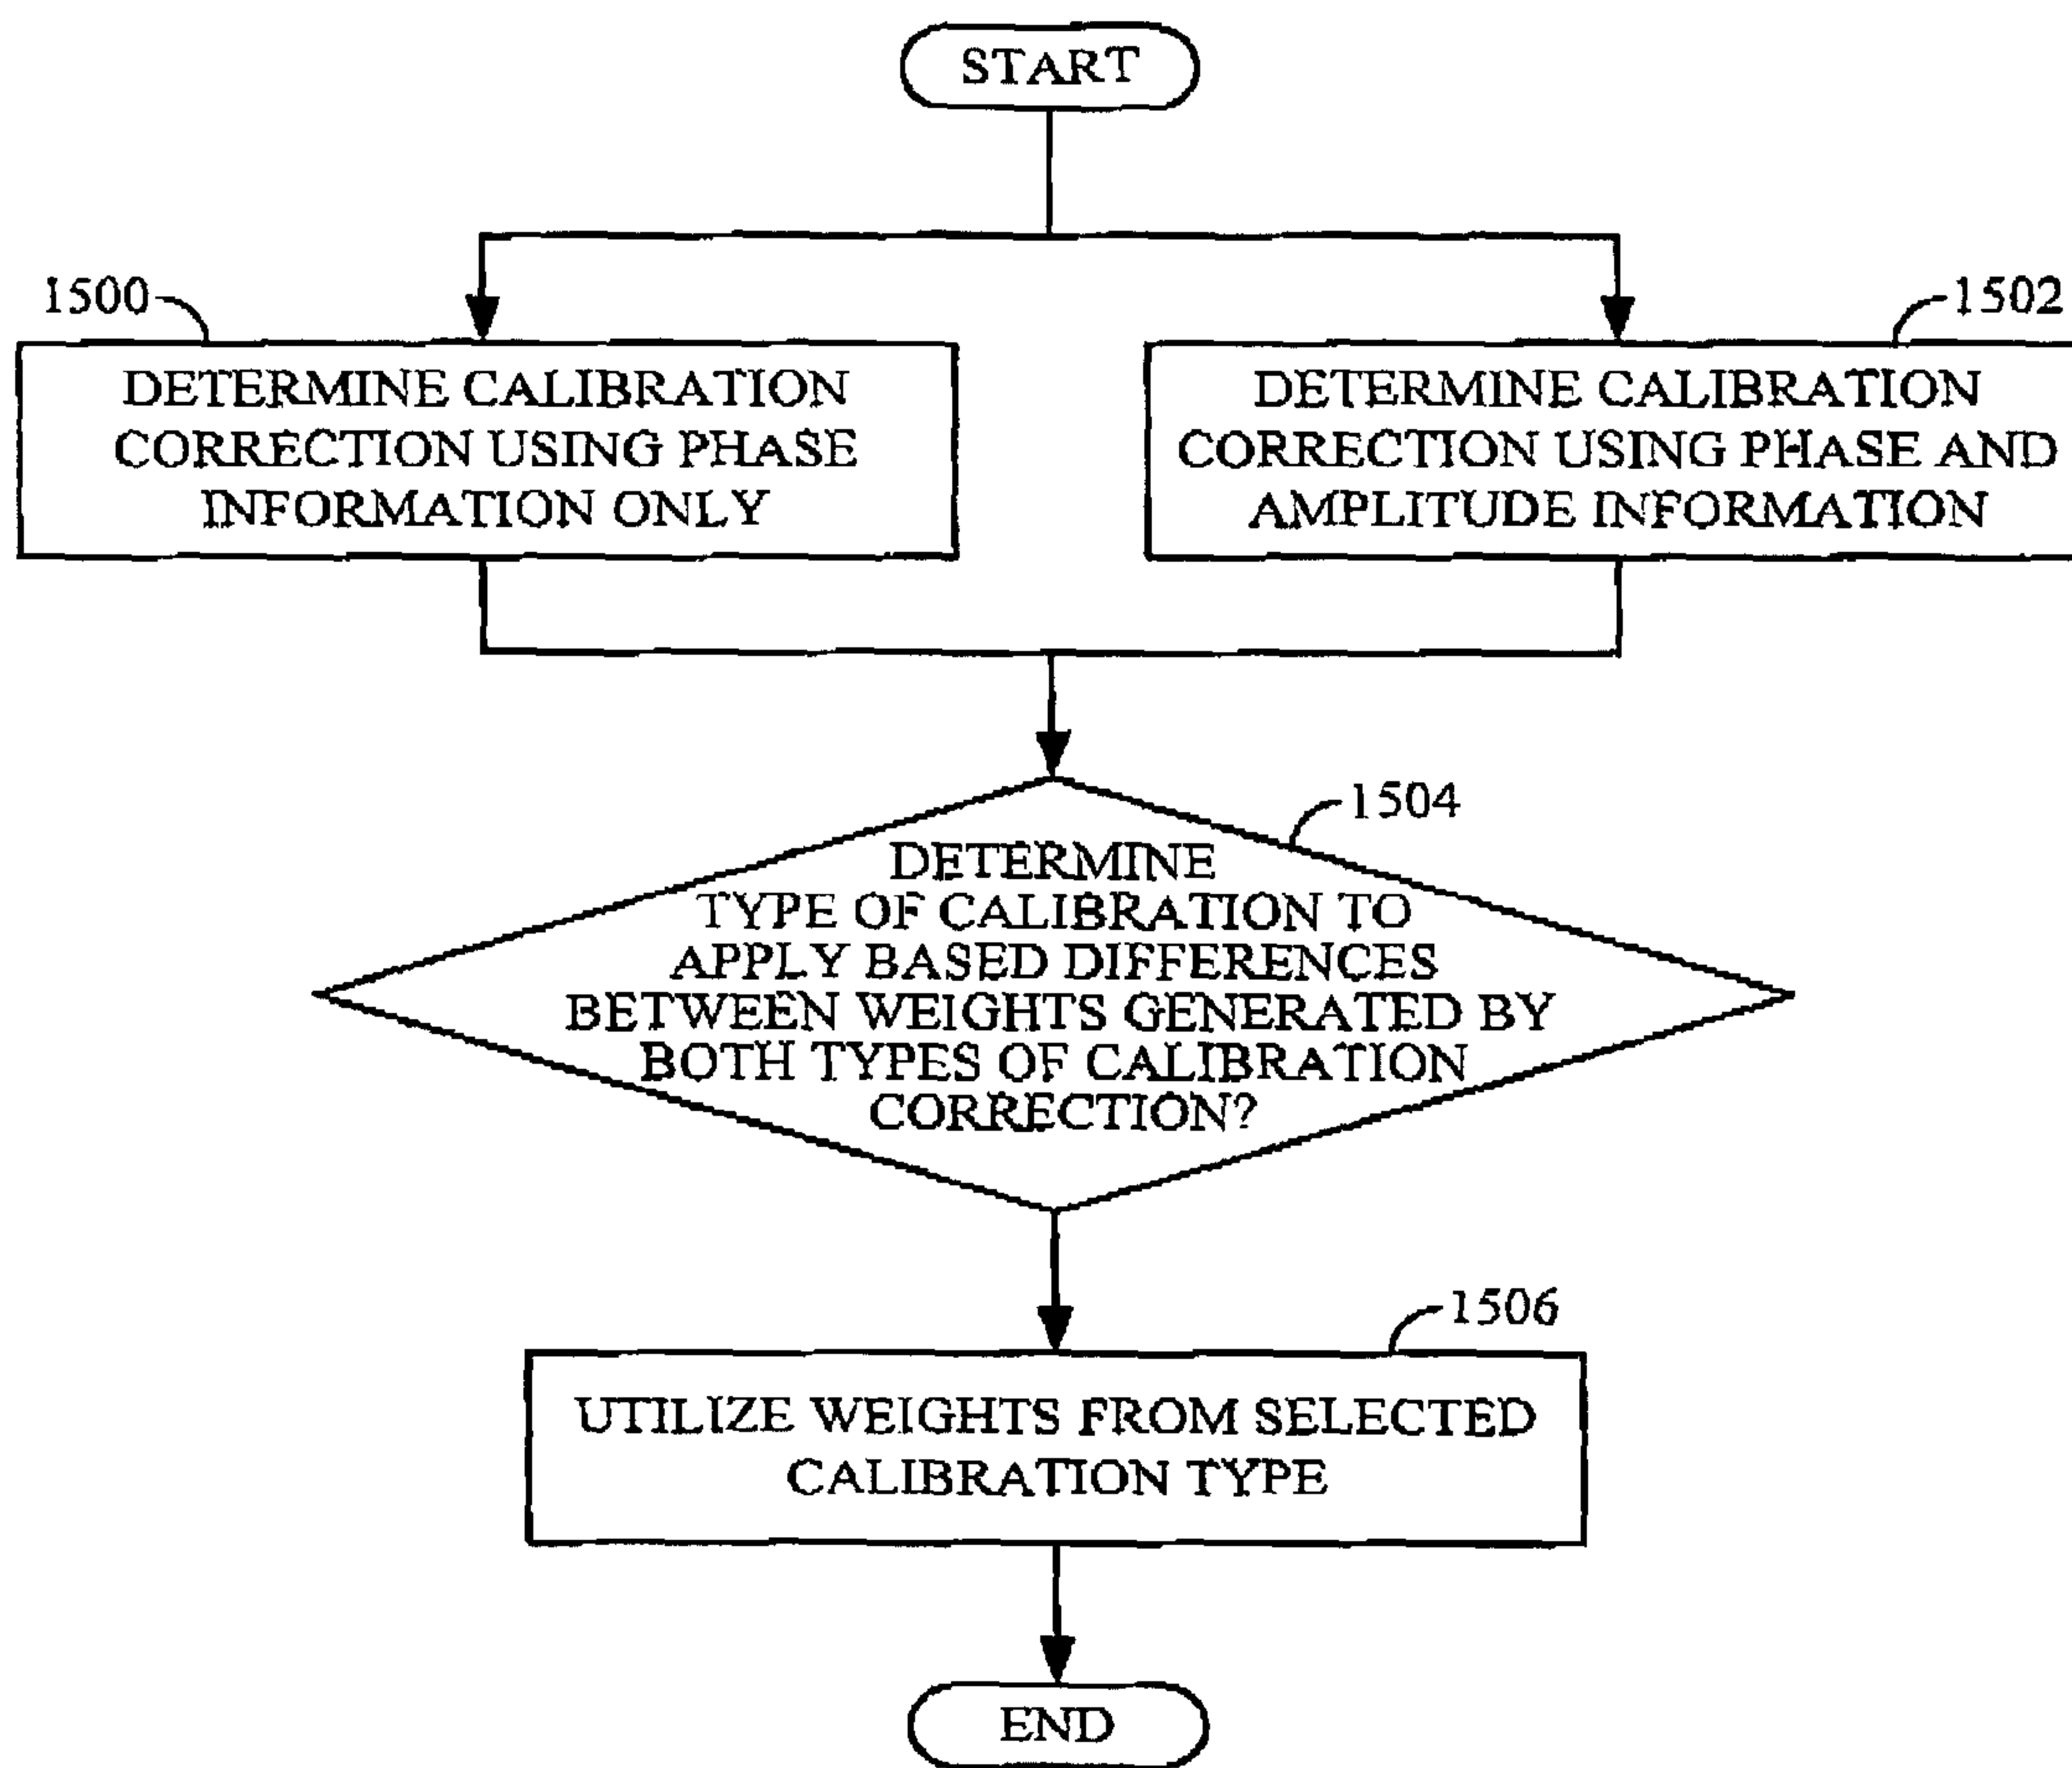 START
1500
1502
DETERMINE CALIBRATION
CORRECTION USING PHASE
INFORMATION ONLY
DETERMINE CALIBRATION
CORRECTION USING PHASE AND
AMPLITUDE INFORMATION
1504
DETERMINE
TYPE OF CALIBRATION TO
APPLY BASED DIFFERENCES
BETWEEN WEIGHTS GENERATED BY
BOTH TYPES OF CALIBRATION
CORRECTION?
1506
UTILIZE WEIGHTS FROM SELECTED
CALIBRATION TYPE
END